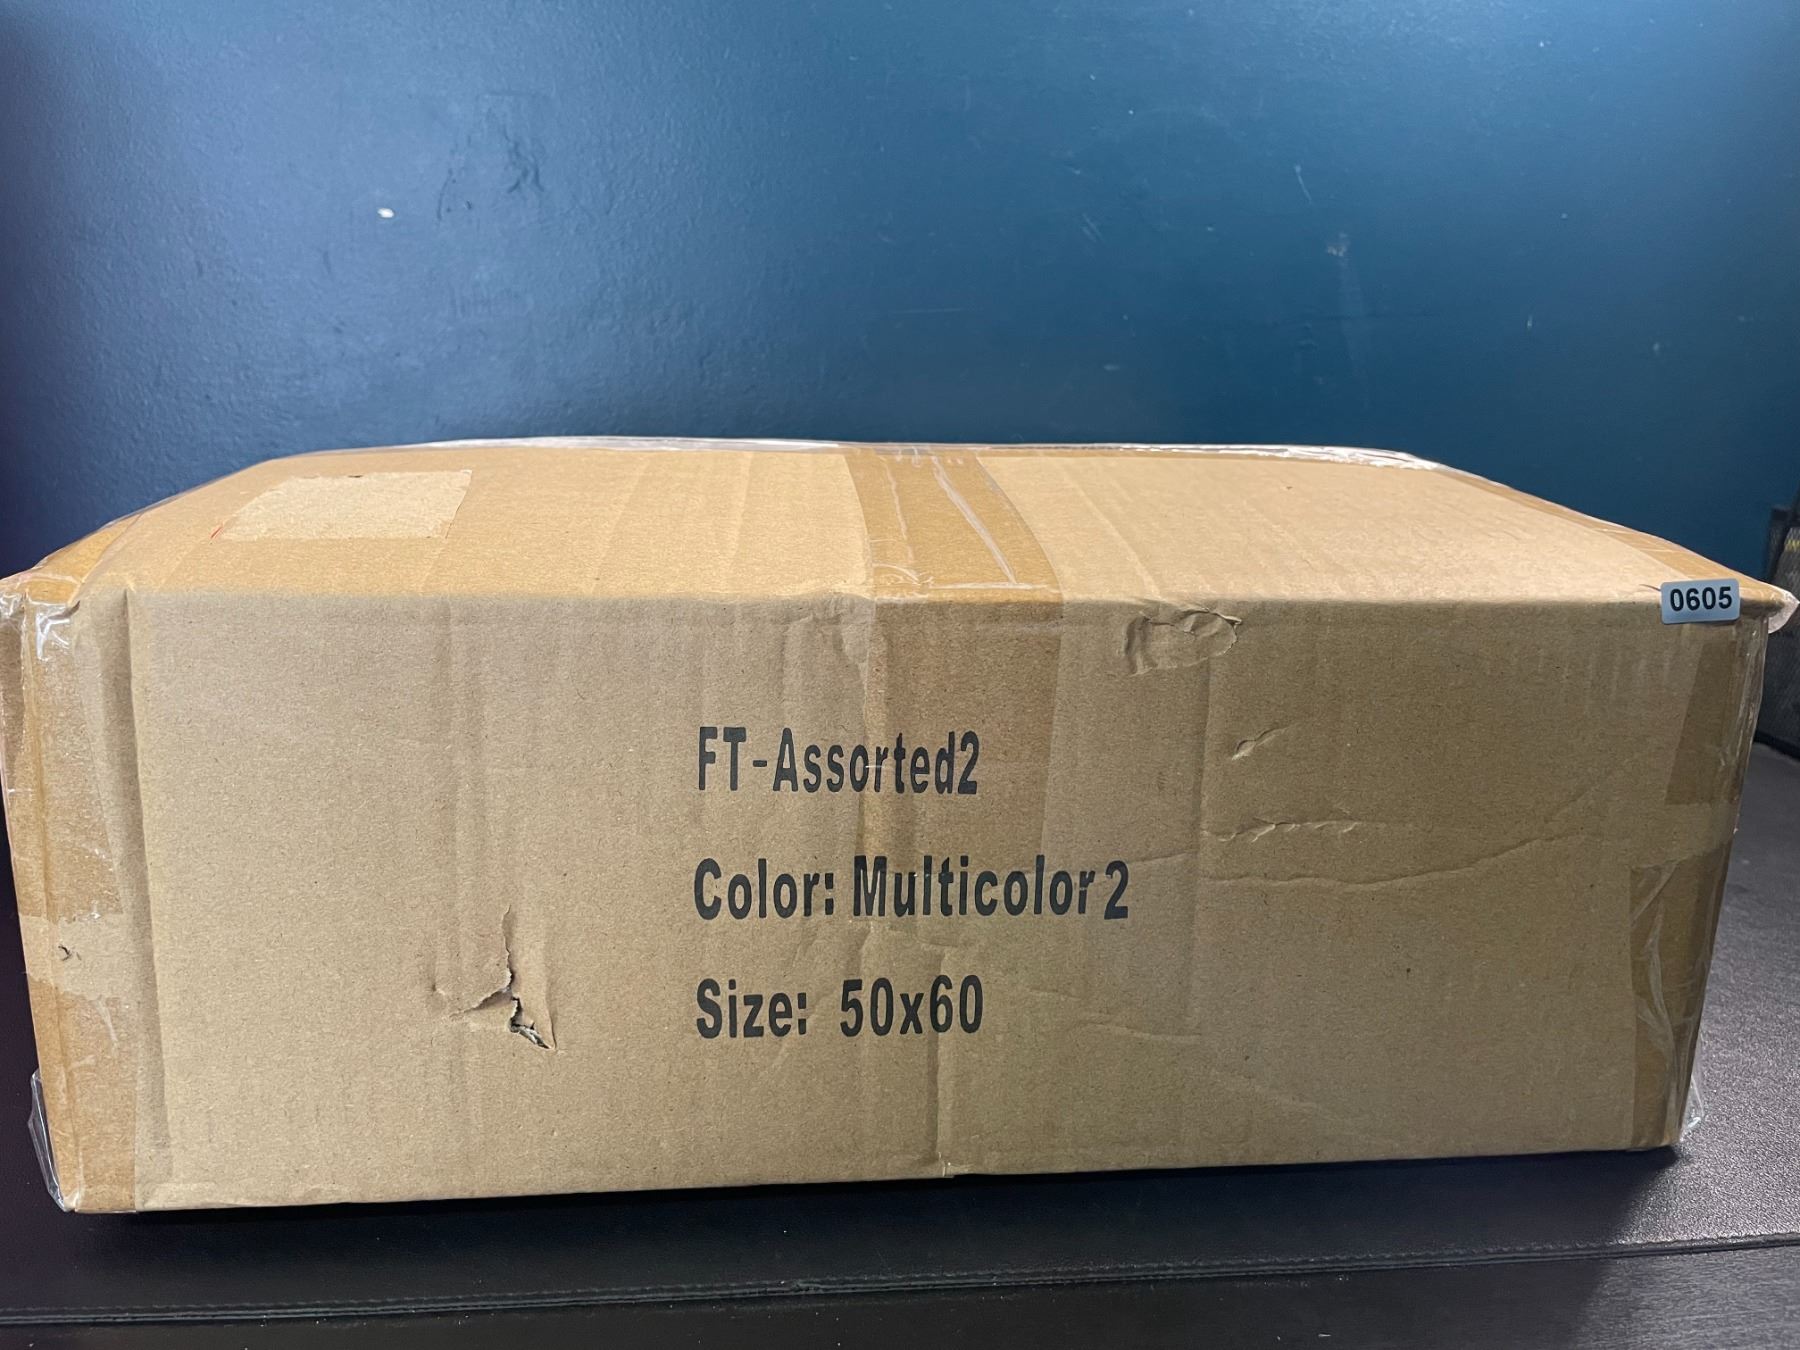 0605
FT-Assorted2
Color: Multicolor2
Size: 50x60